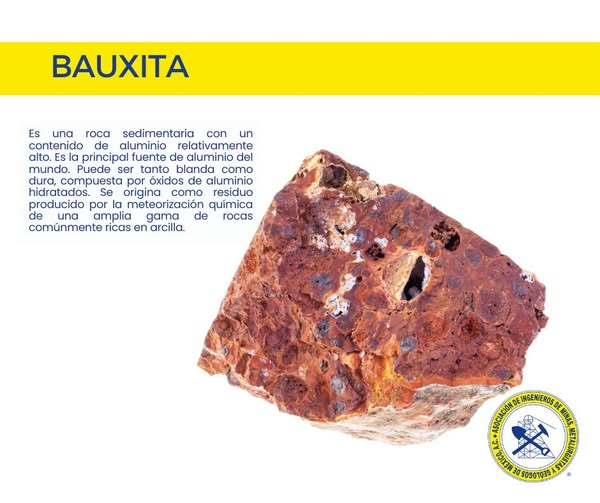 BAUXITA
Es una roca sedimentaria con un
contenido de aluminio relativamente
alto. Es la principal fuente de aluminio del
mundo. Puede ser tanto blanda como
dura, compuesta por óxidos de aluminio
hidratados. Se origina como residuo
producido por la meteorización química
de una amplia gama de rocas
comúnmente ricas en arcilla.
ASOCIACIÓN DE INGENIEROS DE MINAS, METALURGISTAS Y GEÓLOGOS DE MÉXICO, A.C.